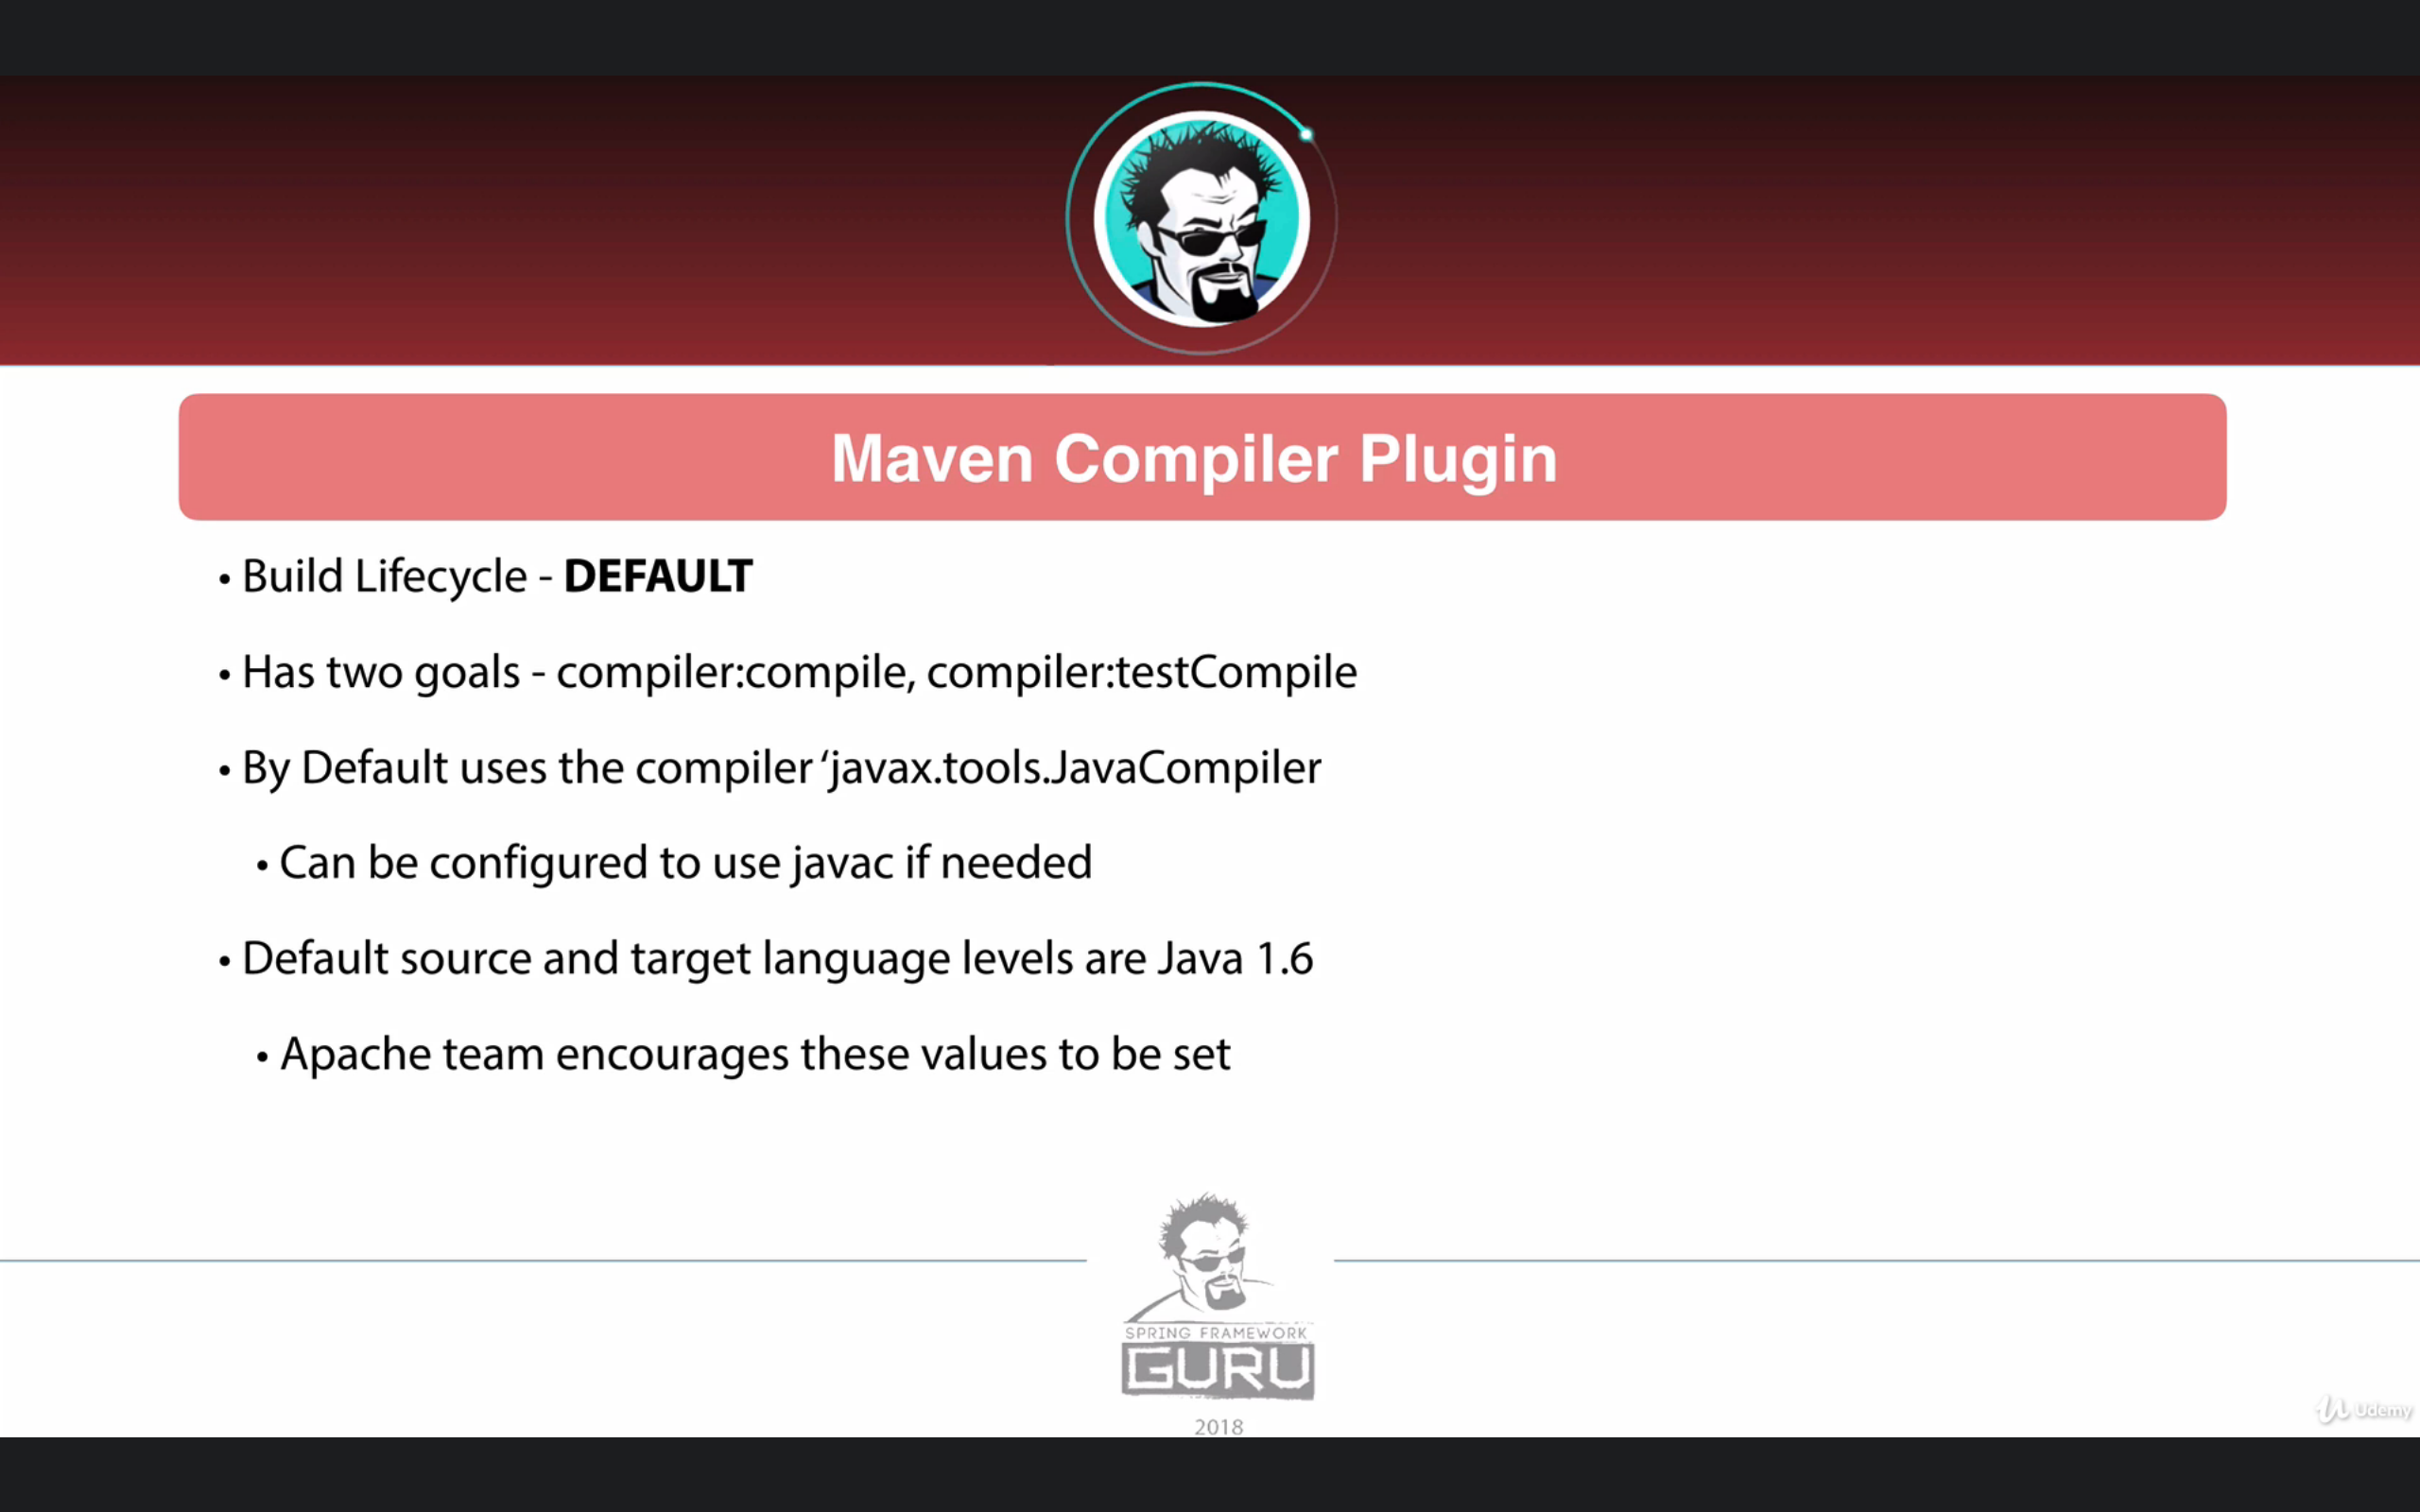 Maven Compiler Plugin
• Build Lifecycle - DEFAULT
• Has two goals - compiler:compile, compiler:testCompile
• By Default uses the compiler ‘javax.tools.JavaCompiler
• Can be configured to use javac if needed
• Default source and target language levels are Java 1.6
• Apache team encourages these values to be set
SPRING FRAMEWORK
GURU
2018
Udemy